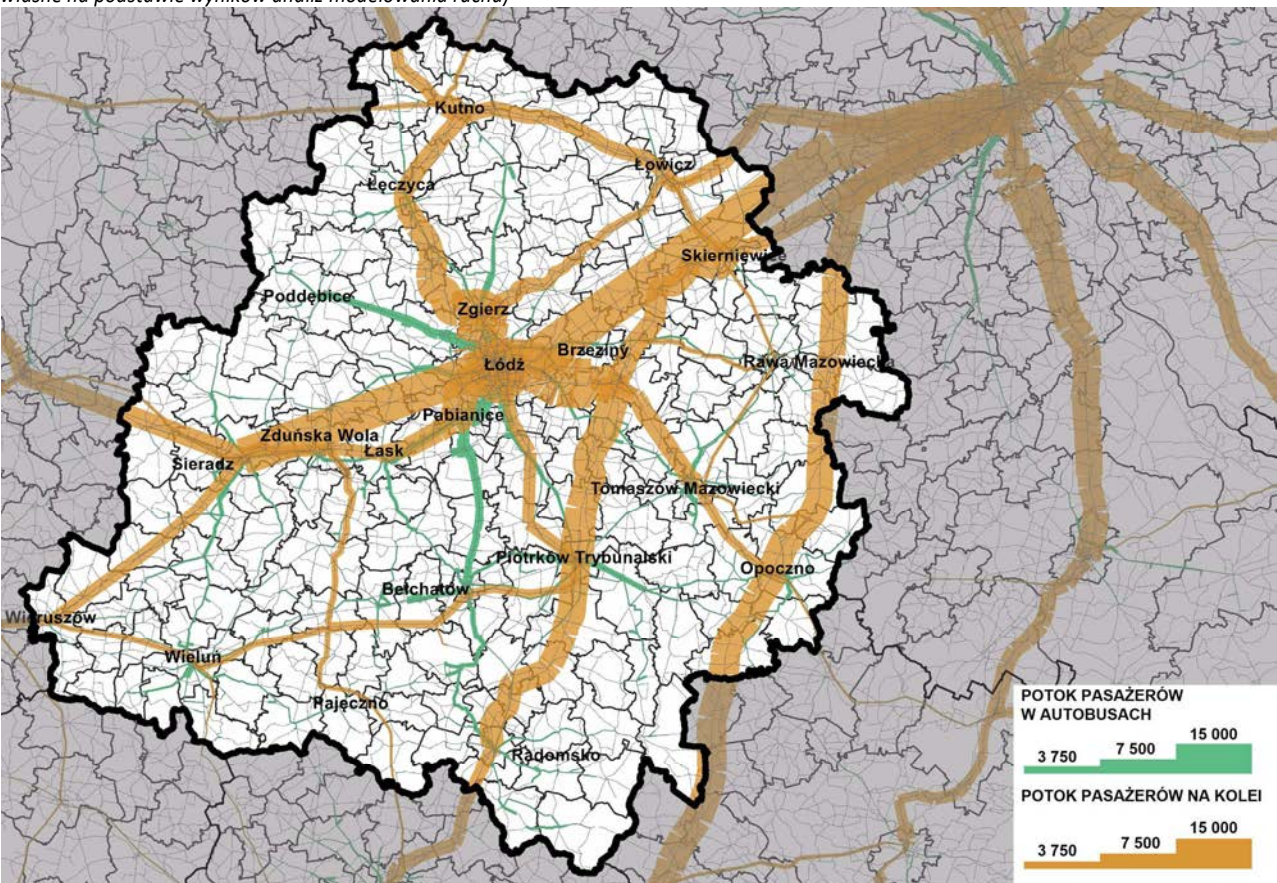 własne na podstawie wyników analiz modelowania ruchu)
Kutno
Łowicz
Łęczyca
Skierniewice
Poddębice
Zgierz
Brzeziny
Łódź
Rawa Mazowiecka
Pabianice
Zduńska Wola
Łask
Sieradz
Tomaszów Mazowiecki
Piotrków Trybunalski
Opoczno
Bełchatów
Wieruszów
Wieluń
Pajęczno
Radomsko
POTOK PASAŻERÓW
W AUTOBUSACH
3 750 7 500 15 000
POTOK PASAŻERÓW NA KOLEI
3 750 7 500 15 000